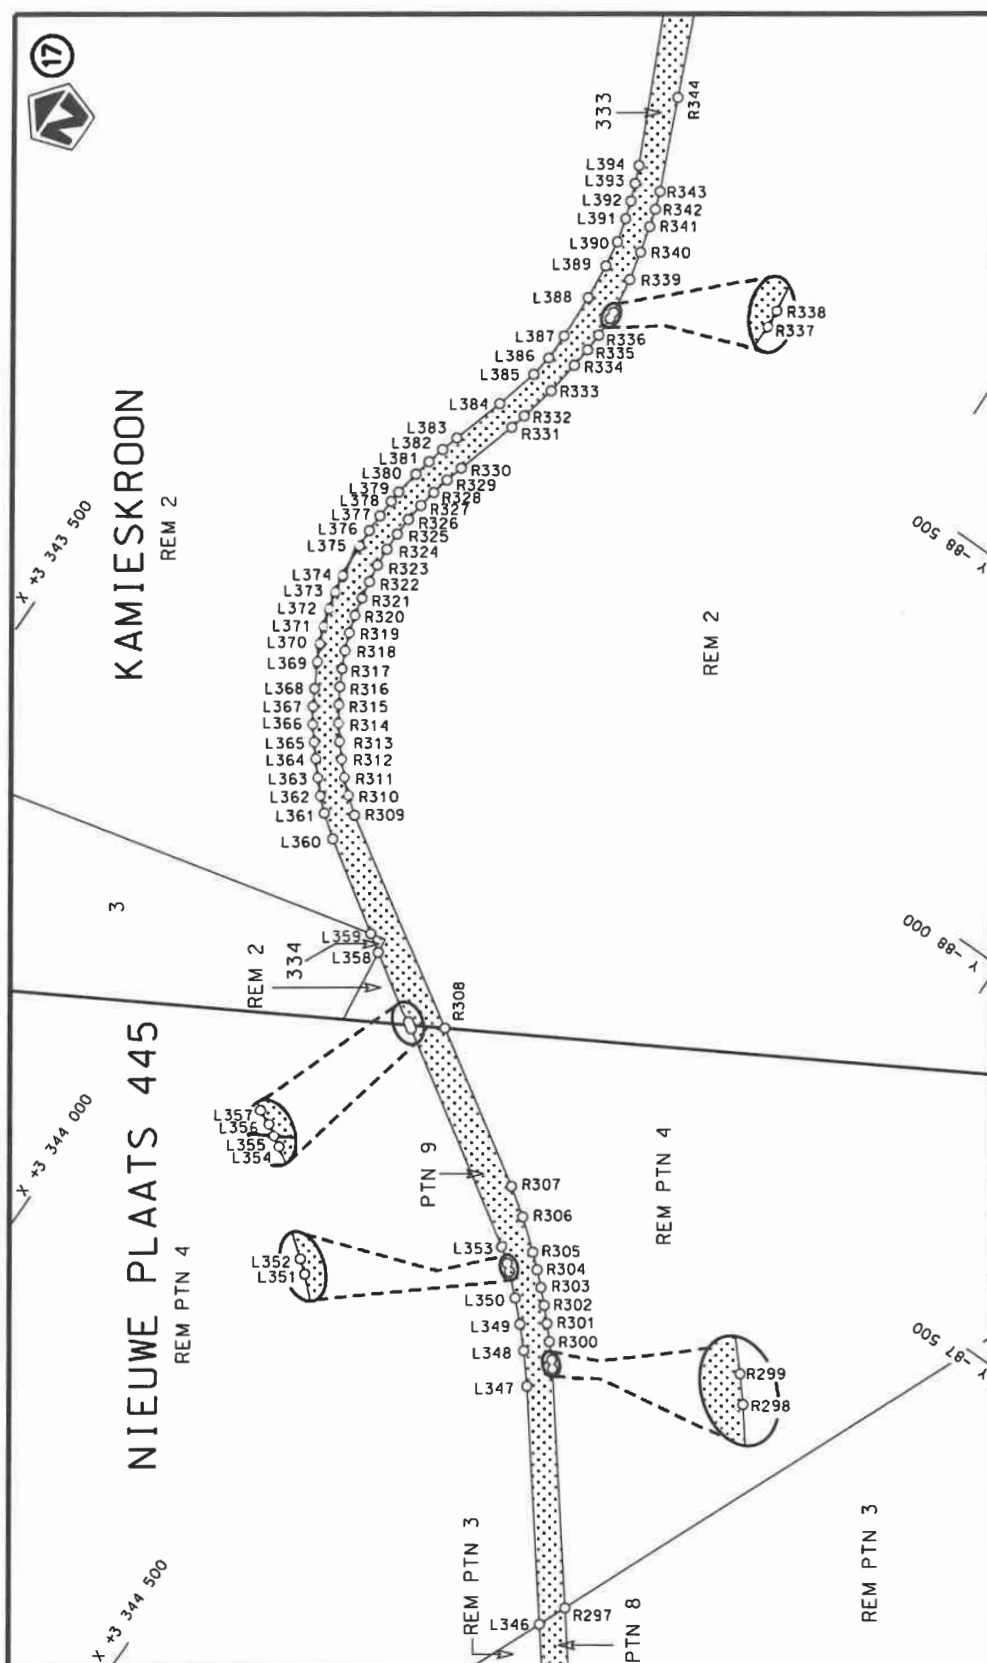 17
333
R344
L394
L393
L392
L391
L390
L389
L388
L387
L386
L385
L384
L383
L382
L381
L380
L379
L378
L377
L376
L375
L374
L373
L372
L371
L370
L369
L368
L367
L366
L365
L364
L363
L362
L361
L360
R343
R342
R341
R340
R339
R338
R337
R336
R335
R334
R333
R332
R331
R330
R329
R328
R327
R326
R325
R324
R323
R322
R321
R320
R319
R318
R317
R316
R315
R314
R313
R312
R311
R310
R309
KAMIESKROON
REM 2
X +3 343 500
Y -88 500
REM 2
3
L359
334
L358
REM 2
R308
Y -88 000
NIEUWE PLAATS 445
REM PTN 4
X +3 344 000
L357
L356
L355
L354
PTN 9
REM PTN 4
R307
R306
L353
L352
L351
L350
L349
L348
L347
R305
R304
R303
R302
R301
R300
R299
R298
Y -87 500
X +3 344 500
REM PTN 3
L346
R297
PTN 8
REM PTN 3